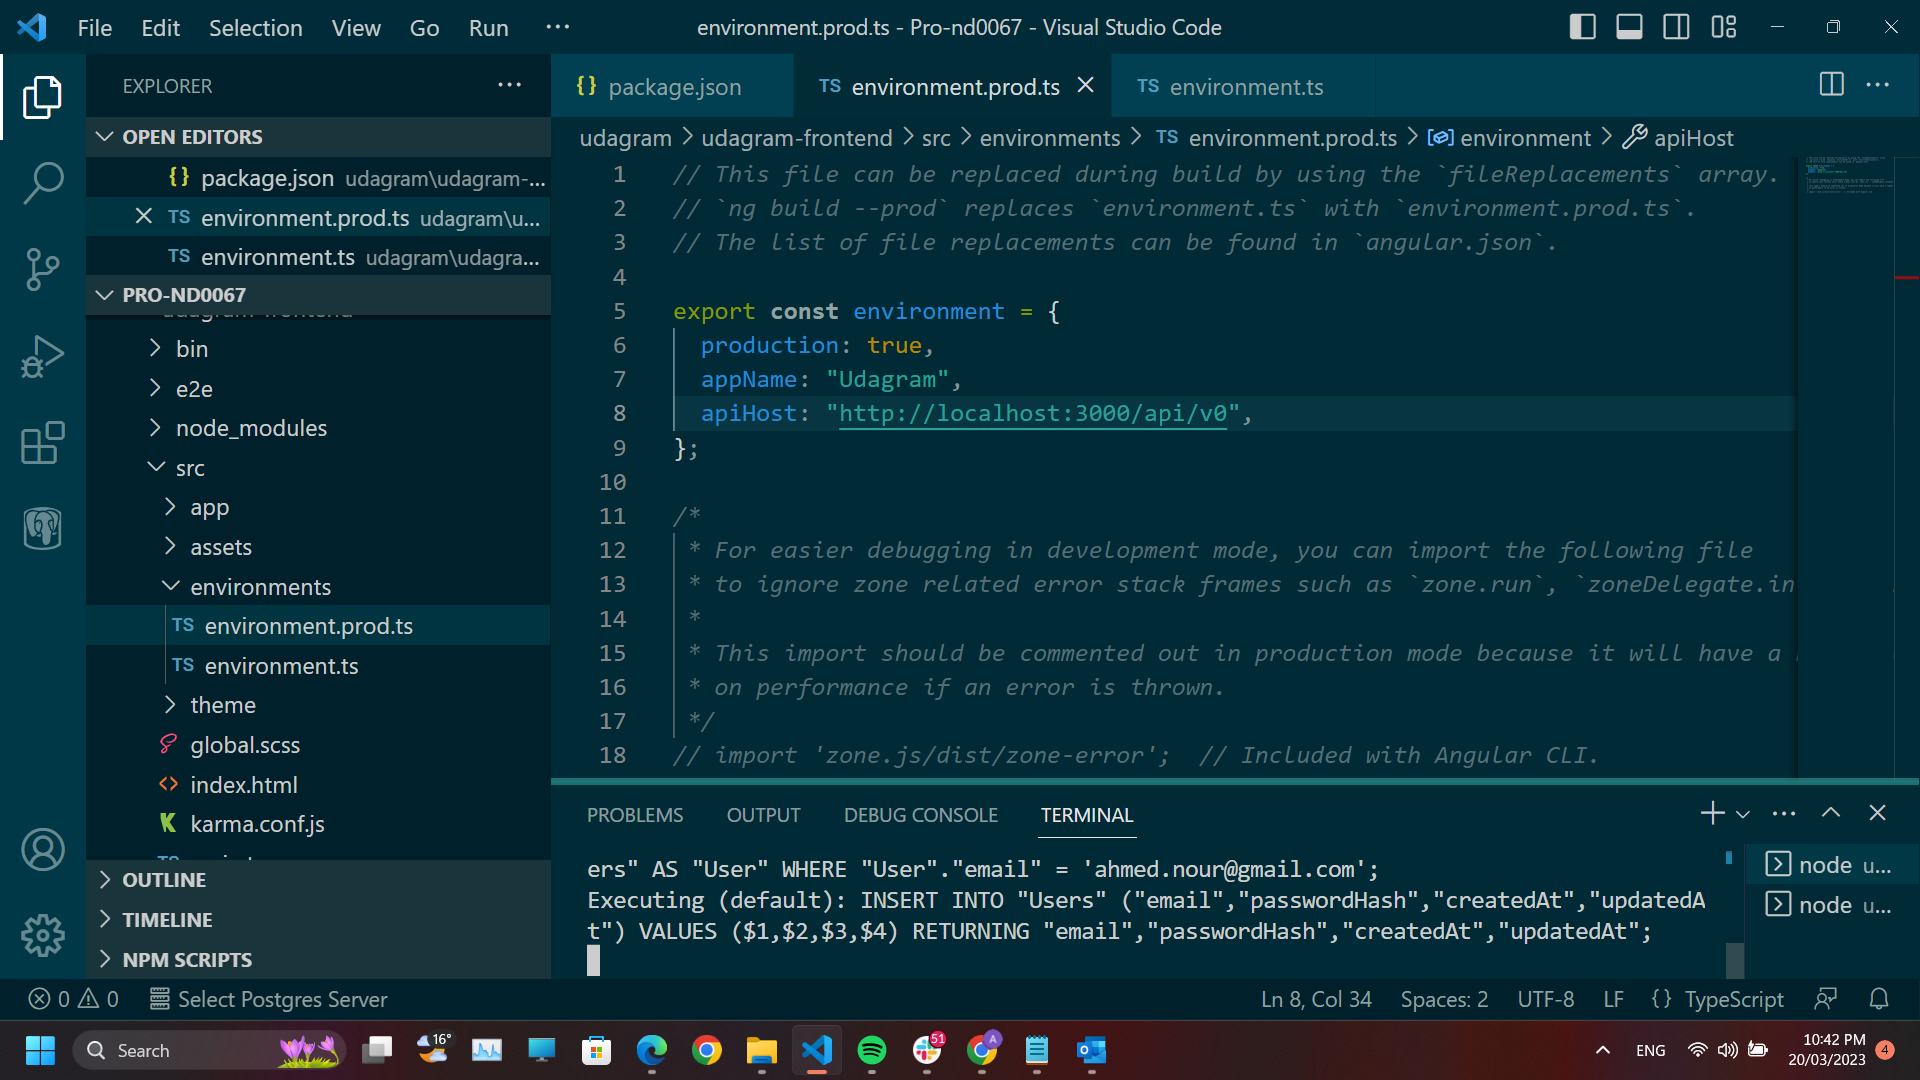 File Edit Selection View Go Run ···
environment.prod.ts - Pro-nd0067 - Visual Studio Code
EXPLORER
OPEN EDITORS
{} package.json udagram\udagram-...
TS environment.prod.ts udagram\u...
TS environment.ts udagram\udagra...
PRO-ND0067
bin
e2e
node_modules
src
app
assets
environments
TS environment.prod.ts
TS environment.ts
theme
global.scss
index.html
karma.conf.js
OUTLINE
TIMELINE
NPM SCRIPTS
{} package.json
TS environment.prod.ts
TS environment.ts
udagram > udagram-frontend > src > environments > TS environment.prod.ts > environment > apiHost
1 // This file can be replaced during build by using the `fileReplacements` array.
2 // `ng build --prod` replaces `environment.ts` with `environment.prod.ts`.
3 // The list of file replacements can be found in `angular.json`.
4
5 export const environment = {
6 production: true,
7 appName: "Udagram",
8 apiHost: "http://localhost:3000/api/v0",
9 };
10
11 /*
12 * For easier debugging in development mode, you can import the following file
13 * to ignore zone related error stack frames such as `zone.run`, `zoneDelegate.in
14 *
15 * This import should be commented out in production mode because it will have a
16 * on performance if an error is thrown.
17 */
18 // import 'zone.js/dist/zone-error';  // Included with Angular CLI.
PROBLEMS OUTPUT DEBUG CONSOLE TERMINAL
ers" AS "User" WHERE "User"."email" = 'ahmed.nour@gmail.com';
Executing (default): INSERT INTO "Users" ("email","passwordHash","createdAt","updatedA
t") VALUES ($1,$2,$3,$4) RETURNING "email","passwordHash","createdAt","updatedAt";
node u...
node u...
0 0 Select Postgres Server
Ln 8, Col 34 Spaces: 2 UTF-8 LF {} TypeScript
Search
16°
51
A
ENG
10:42 PM
20/03/2023
4